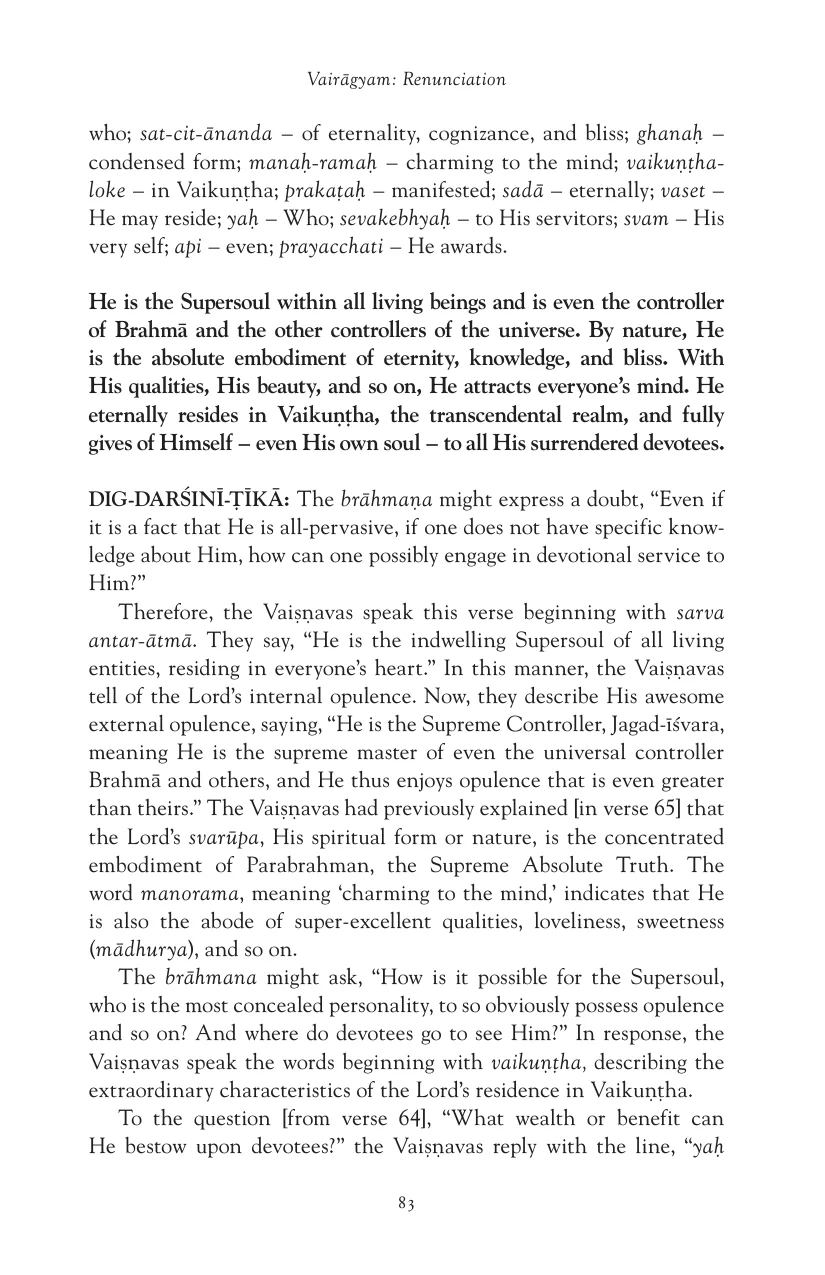 Vairāgyam: Renunciation
who; sat-cit-ānanda – of eternality, cognizance, and bliss; ghanaḥ –
condensed form; manaḥ-ramaḥ – charming to the mind; vaikuṇṭha-
loke – in Vaikuṇṭha; prakaṭaḥ – manifested; sadā – eternally; vaset –
He may reside; yaḥ – Who; sevakebhyaḥ – to His servitors; svam – His
very self; api – even; prayacchati – He awards.
He is the Supersoul within all living beings and is even the controller
of Brahmā and the other controllers of the universe. By nature, He
is the absolute embodiment of eternity, knowledge, and bliss. With
His qualities, His beauty, and so on, He attracts everyone’s mind. He
eternally resides in Vaikuṇṭha, the transcendental realm, and fully
gives of Himself – even His own soul – to all His surrendered devotees.
DIG-DARŚINĪ-ṬĪKĀ: The brāhmaṇa might express a doubt, “Even if
it is a fact that He is all-pervasive, if one does not have specific know-
ledge about Him, how can one possibly engage in devotional service to
Him?”
Therefore, the Vaiṣṇavas speak this verse beginning with sarva
antar-ātmā. They say, “He is the indwelling Supersoul of all living
entities, residing in everyone’s heart.” In this manner, the Vaiṣṇavas
tell of the Lord’s internal opulence. Now, they describe His awesome
external opulence, saying, “He is the Supreme Controller, Jagad-īśvara,
meaning He is the supreme master of even the universal controller
Brahmā and others, and He thus enjoys opulence that is even greater
than theirs.” The Vaiṣṇavas had previously explained [in verse 65] that
the Lord’s svarūpa, His spiritual form or nature, is the concentrated
embodiment of Parabrahman, the Supreme Absolute Truth. The
word manorama, meaning ‘charming to the mind,’ indicates that He
is also the abode of super-excellent qualities, loveliness, sweetness
(mādhurya), and so on.
The brāhmana might ask, “How is it possible for the Supersoul,
who is the most concealed personality, to so obviously possess opulence
and so on? And where do devotees go to see Him?” In response, the
Vaiṣṇavas speak the words beginning with vaikuṇṭha, describing the
extraordinary characteristics of the Lord’s residence in Vaikuṇṭha.
To the question [from verse 64], “What wealth or benefit can
He bestow upon devotees?” the Vaiṣṇavas reply with the line, “yaḥ
83